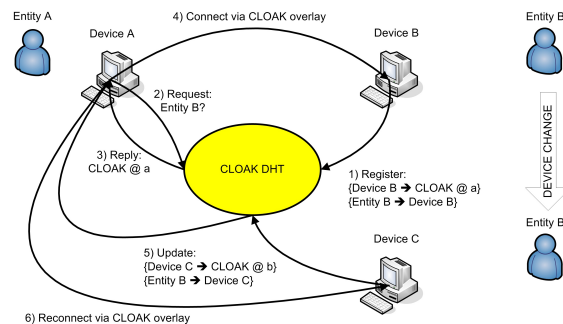 Entity A
Device A
4) Connect via CLOAK overlay
Device B
Entity B
2) Request:
Entity B?
3) Reply:
CLOAK @ a
CLOAK DHT
1) Register:
{Device B ➔ CLOAK @ a}
{Entity B ➔ Device B}
DEVICE CHANGE
5) Update:
{Device C ➔ CLOAK @ b}
{Entity B ➔ Device C}
Device C
Entity B
6) Reconnect via CLOAK overlay